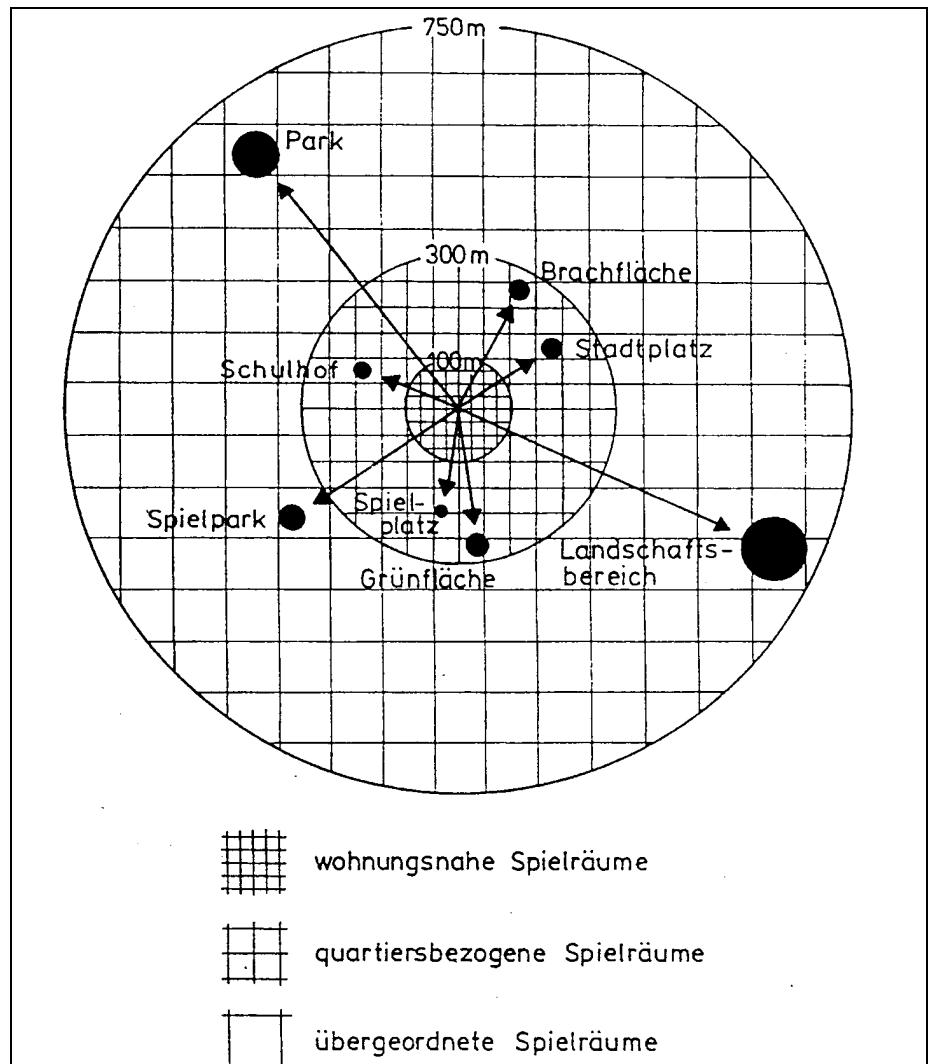 750m
Park
300m
Brachfläche
Stadtplatz
100m
Schulhof
Spiel-
platz
Spielpark
Landschafts-
bereich
Grünfläche
wohnungsnahe Spielräume
quartiersbezogene Spielräume
übergeordnete Spielräume